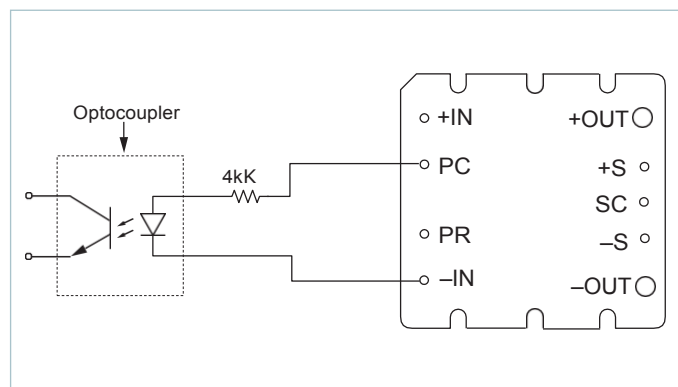 Optocoupler
4kK
+IN
PC
PR
–IN
+OUT
+S
SC
–S
–OUT